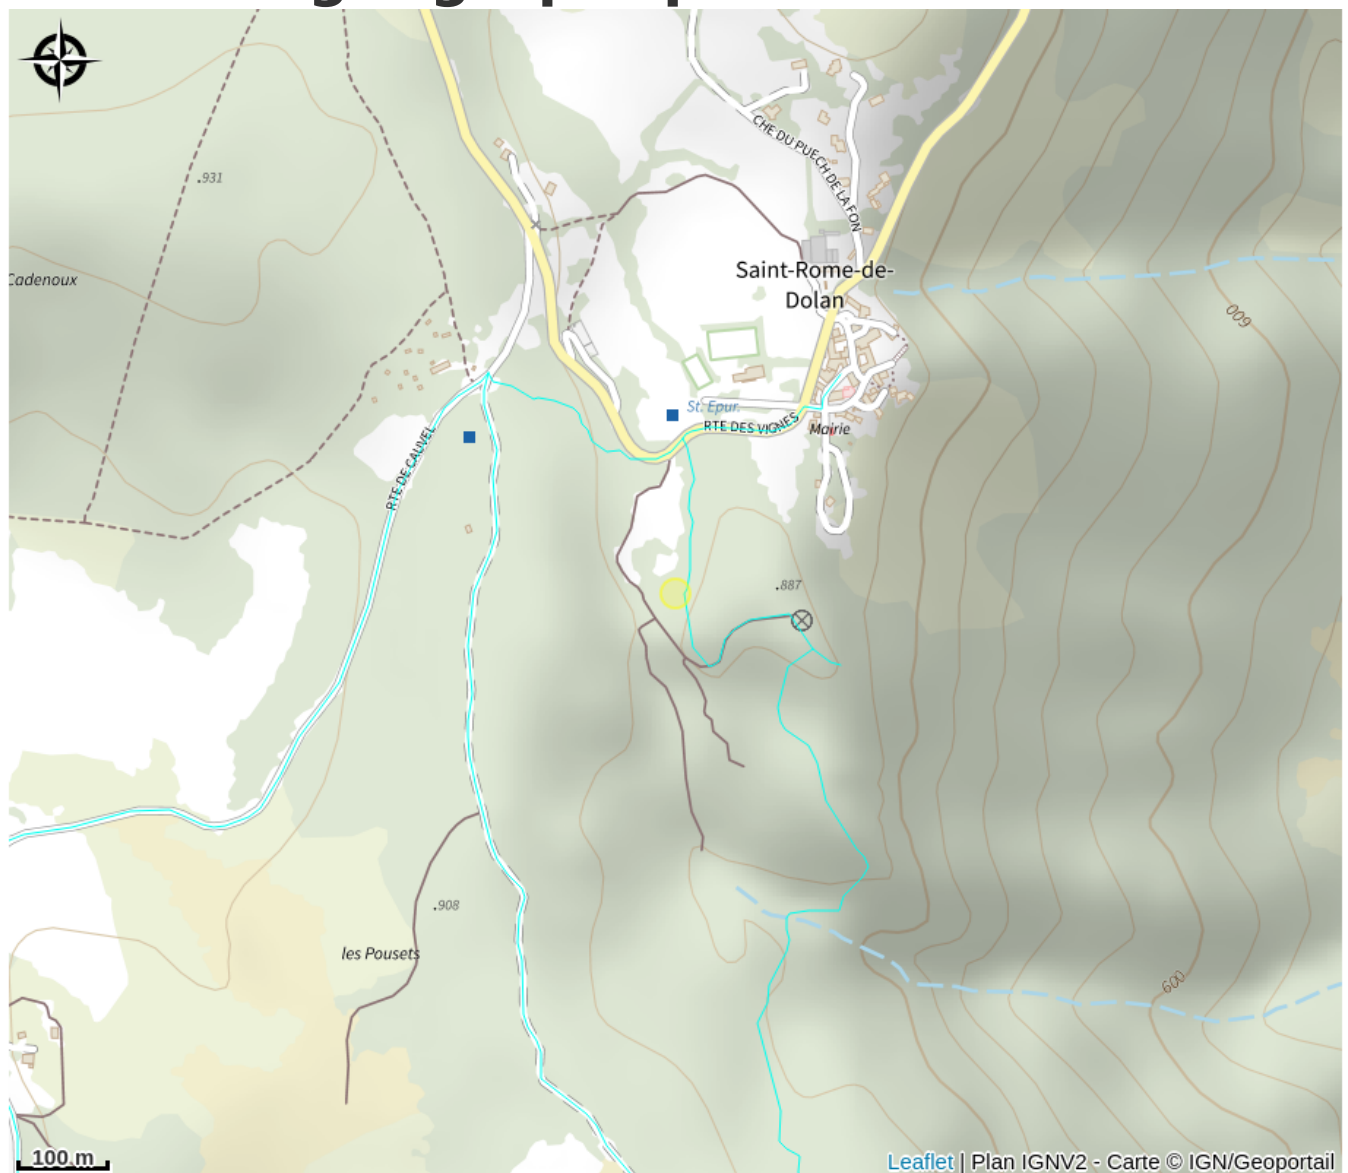 CHE DU PUECH DE LA FON
.931
Saint-Rome-de-
Dolan
Cadenoux
600
St. Epur.
RTE DES VIGNES
Mairie
RTE DE CAUVEL
.887
.908
les Pousets
600
100 m
Leaflet | Plan IGNV2 - Carte © IGN/Geoportail